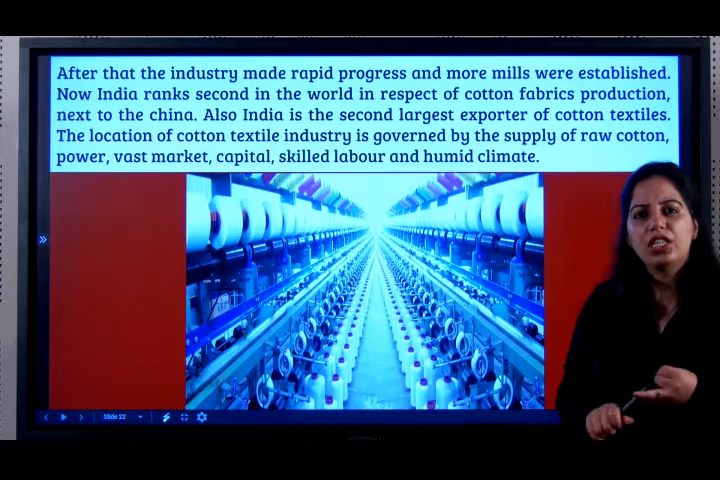 After that the industry made rapid progress and more mills were established.
Now India ranks second in the world in respect of cotton fabrics production,
next to the china. Also India is the second largest exporter of cotton textiles.
The location of cotton textile industry is governed by the supply of raw cotton,
power, vast market, capital, skilled labour and humid climate.
Slide 22